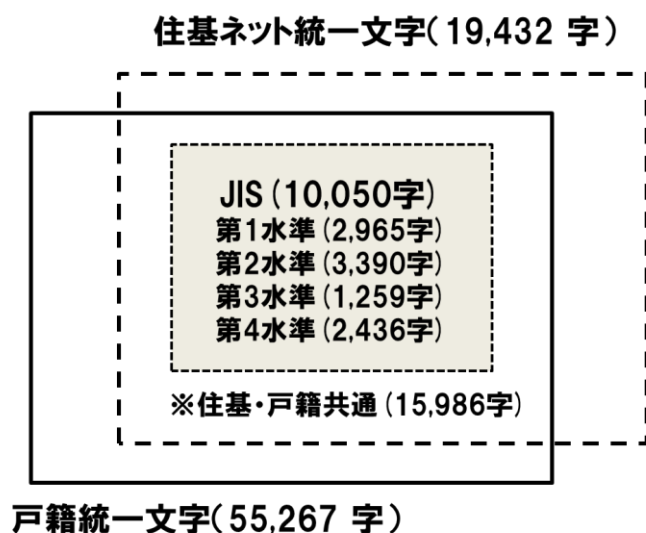 住基ネット統一文字(19,432 字)
JIS(10,050字)
第1水準(2,965字)
第2水準(3,390字)
第3水準(1,259字)
第4水準(2,436字)
※住基・戸籍共通(15,986字)
戸籍統一文字(55,267 字)